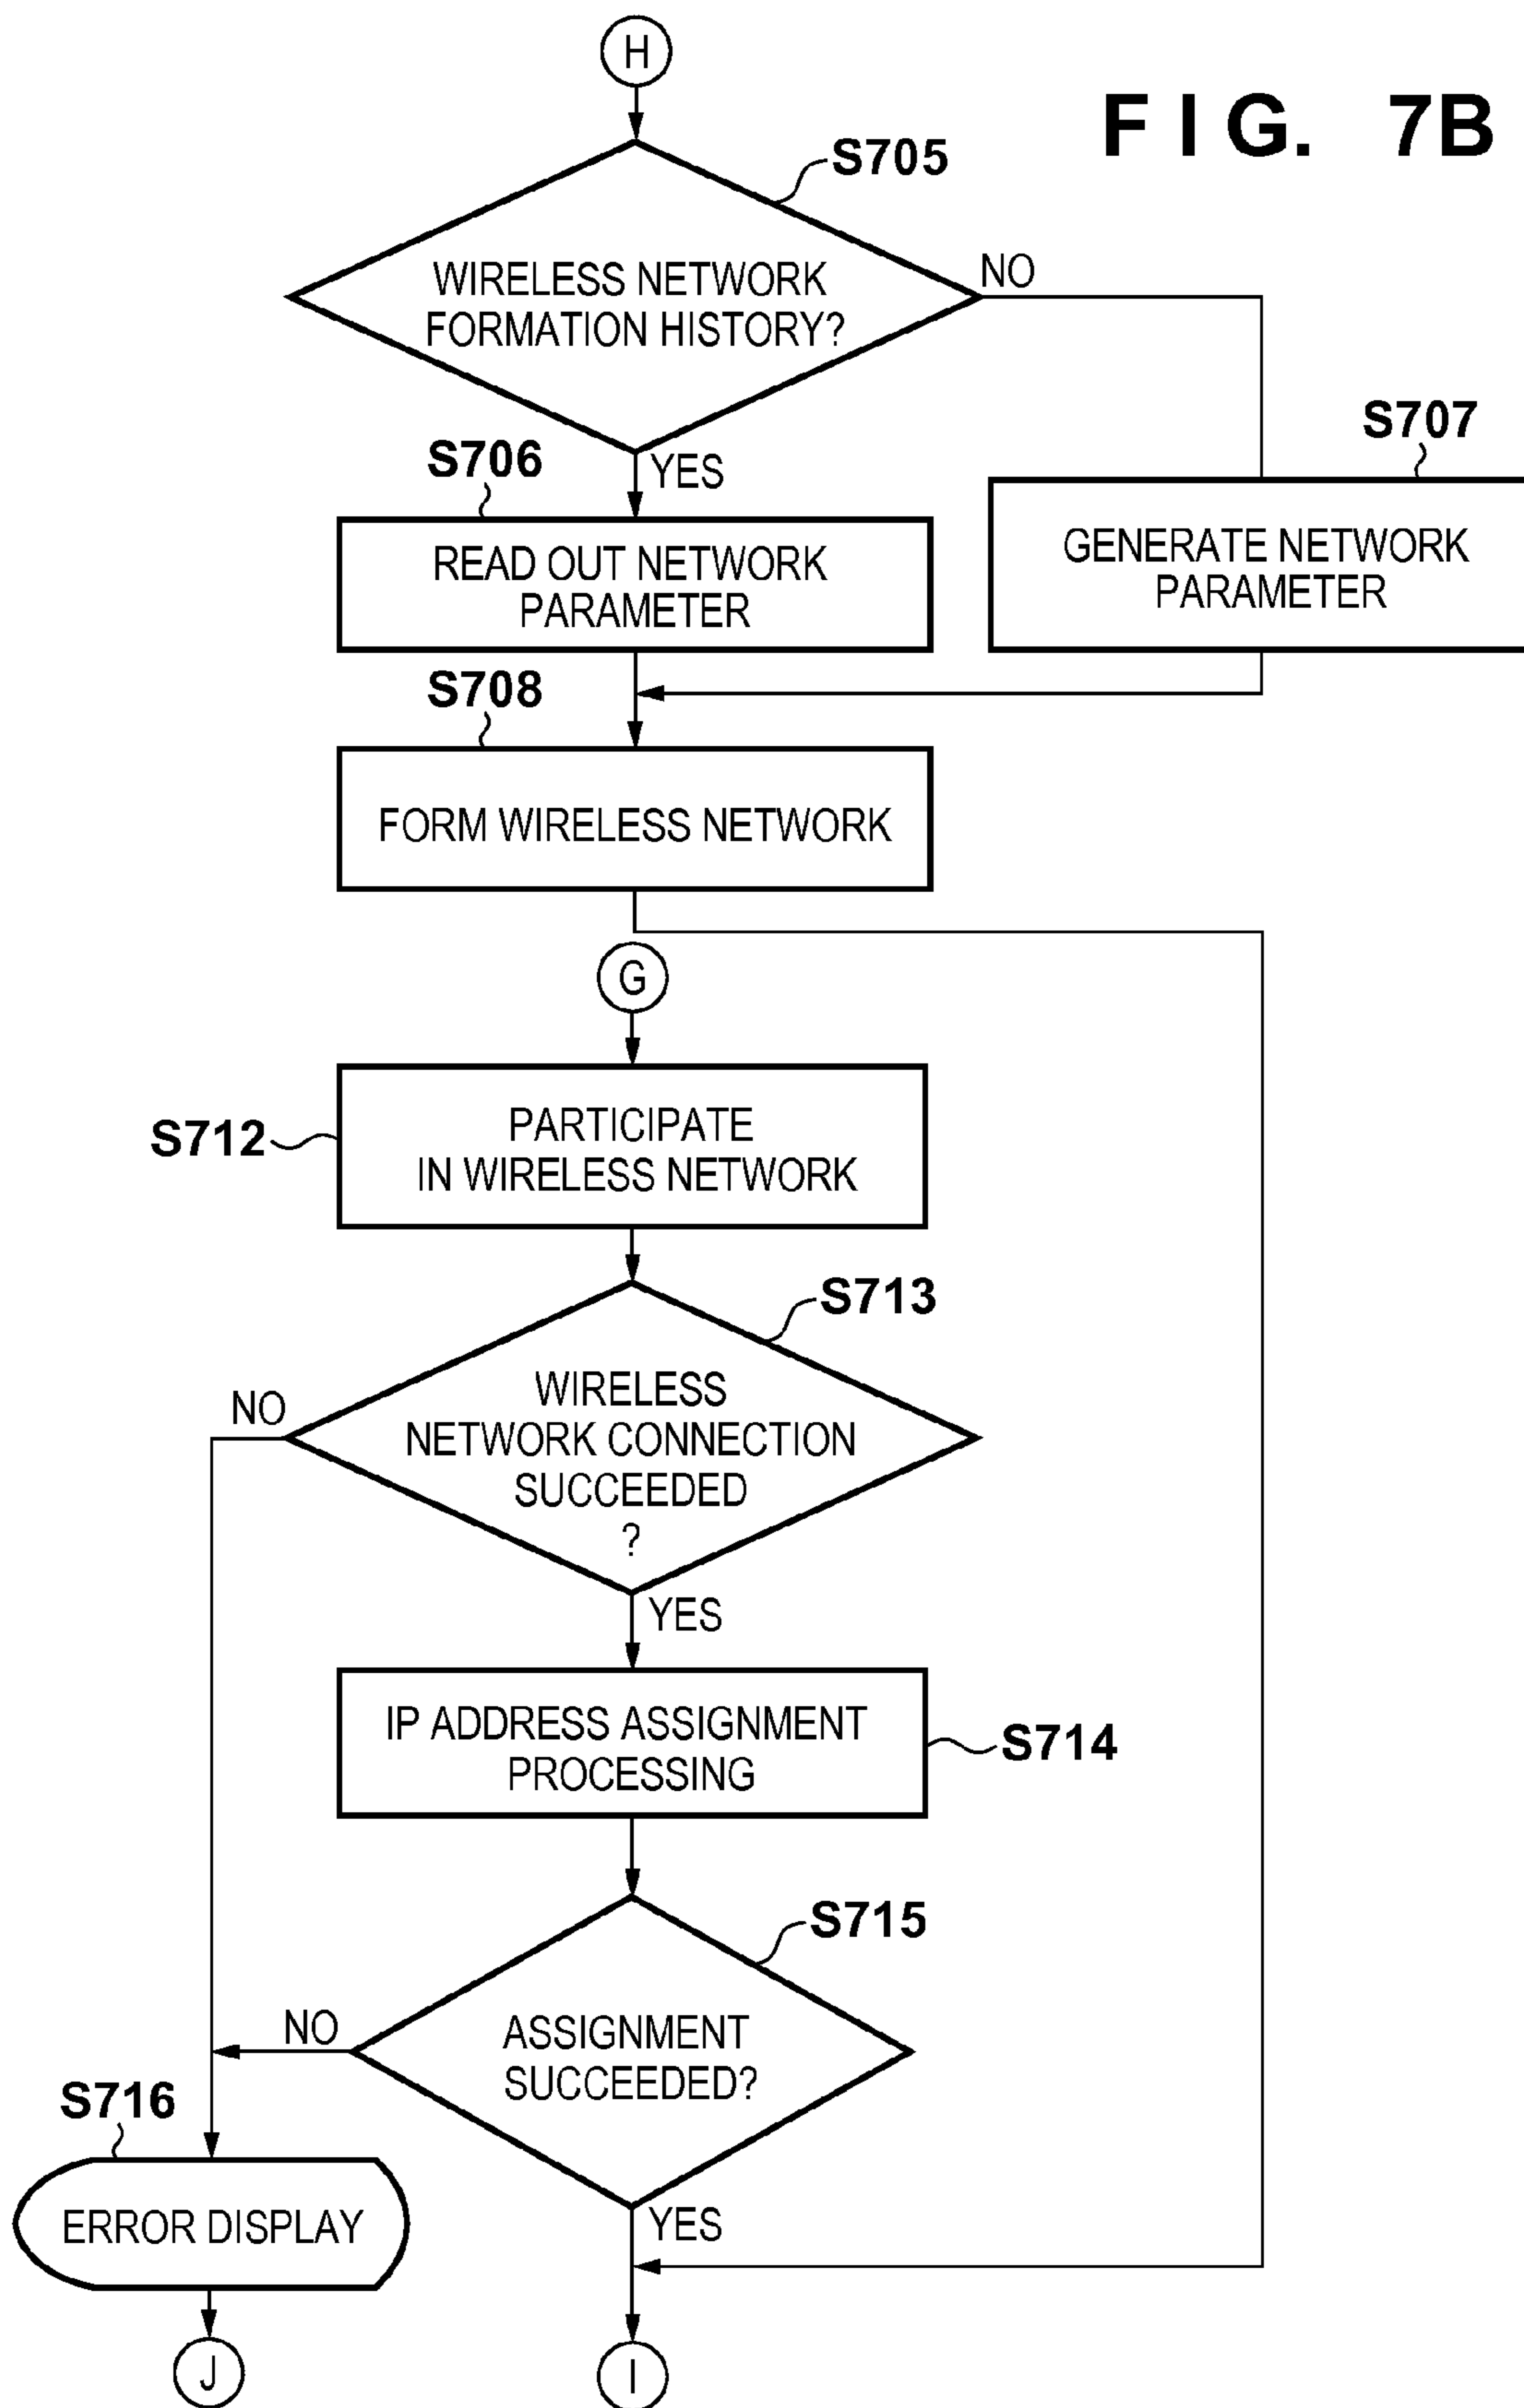 H
F I G. 7B
S705
WIRELESS NETWORK
FORMATION HISTORY?
NO
S707
S706
YES
READ OUT NETWORK
PARAMETER
GENERATE NETWORK
PARAMETER
S708
FORM WIRELESS NETWORK
G
S712
PARTICIPATE
IN WIRELESS NETWORK
S713
NO
WIRELESS
NETWORK CONNECTION
SUCCEEDED
?
YES
IP ADDRESS ASSIGNMENT
PROCESSING
S714
S715
NO
ASSIGNMENT
SUCCEEDED?
S716
ERROR DISPLAY
YES
J
I